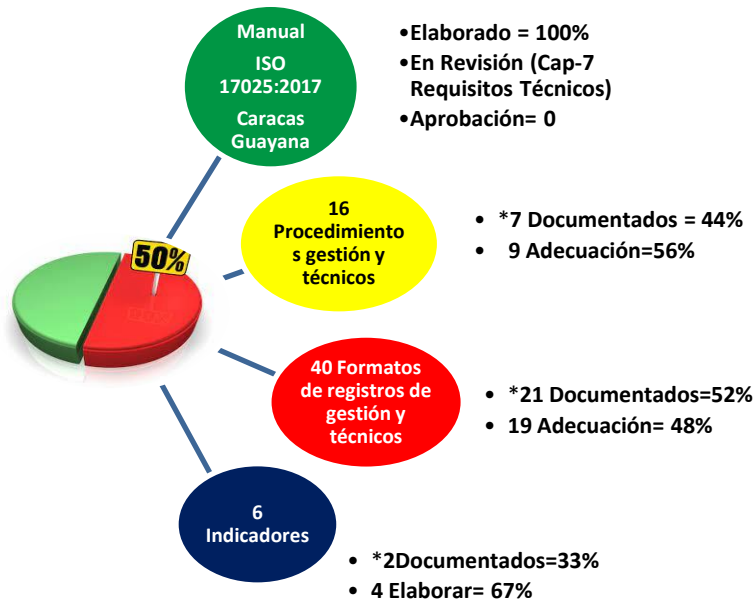 Manual
ISO
17025:2017
Caracas
Guayana
•Elaborado = 100%
•En Revisión (Cap-7
Requisitos Técnicos)
•Aprobación= 0
50%
16
Procedimiento
s gestión y
técnicos
• *7 Documentados = 44%
• 9 Adecuación=56%
40 Formatos
de registros de
gestión y
técnicos
• *21 Documentados=52%
• 19 Adecuación= 48%
6
Indicadores
• *2Documentados=33%
• 4 Elaborar= 67%